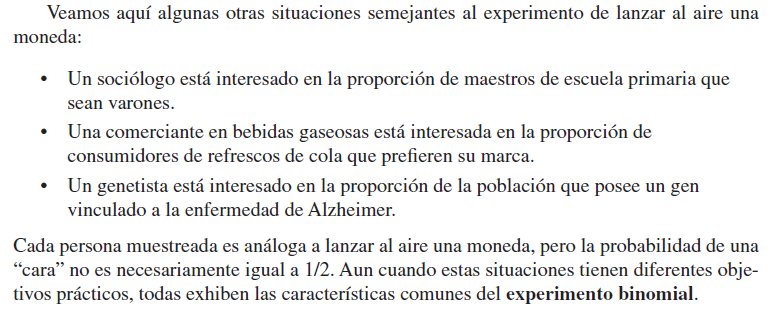 Veamos aquí algunas otras situaciones semejantes al experimento de lanzar al aire una
moneda:
• Un sociólogo está interesado en la proporción de maestros de escuela primaria que
sean varones.
• Una comerciante en bebidas gaseosas está interesada en la proporción de
consumidores de refrescos de cola que prefieren su marca.
• Un genetista está interesado en la proporción de la población que posee un gen
vinculado a la enfermedad de Alzheimer.
Cada persona muestreada es análoga a lanzar al aire una moneda, pero la probabilidad de una
“cara” no es necesariamente igual a 1/2. Aun cuando estas situaciones tienen diferentes obje-
tivos prácticos, todas exhiben las características comunes del experimento binomial.